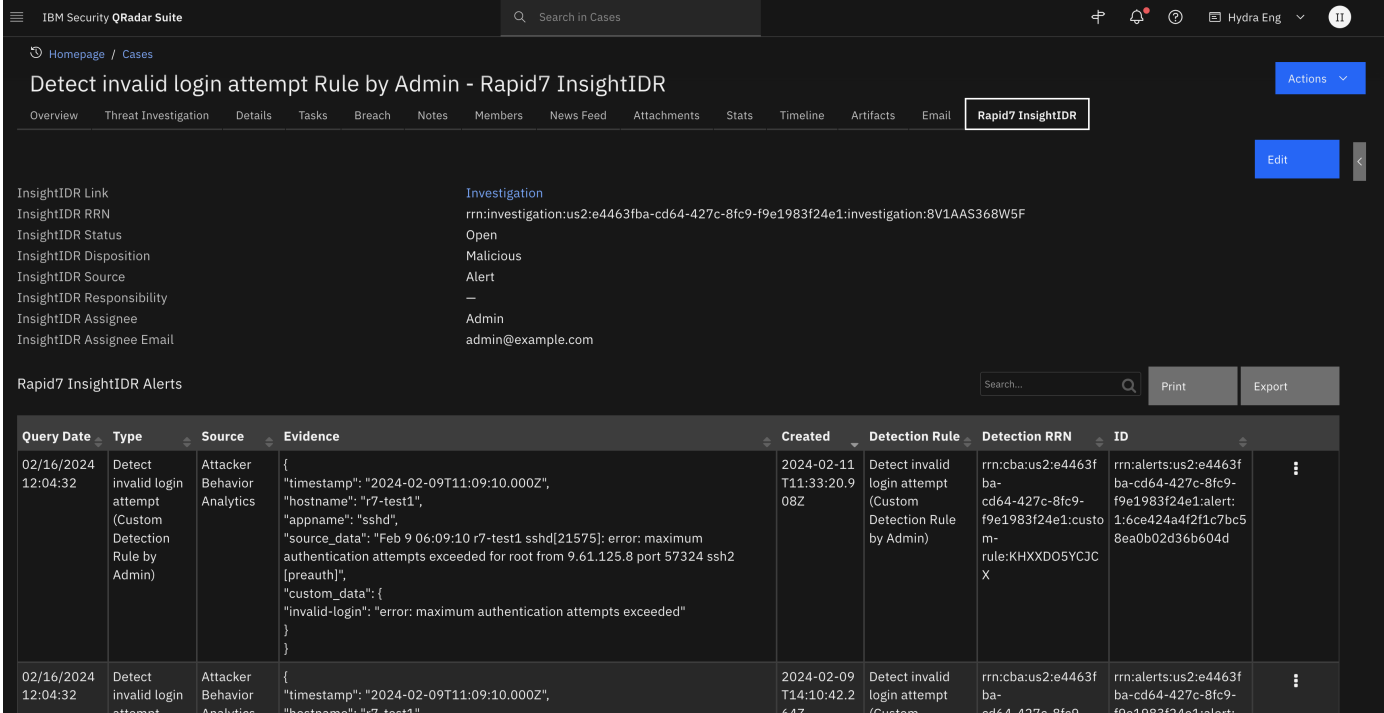 IBM Security QRadar Suite
Search in Cases
Hydra Eng
II
Homepage / Cases
Detect invalid login attempt Rule by Admin - Rapid7 InsightIDR
Actions
Overview Threat Investigation Details Tasks Breach Notes Members News Feed Attachments Stats Timeline Artifacts Email Rapid7 InsightIDR
Edit
InsightIDR Link Investigation
InsightIDR RRN rrn:investigation:us2:e4463fba-cd64-427c-8fc9-f9e1983f24e1:investigation:8V1AAS368W5F
InsightIDR Status Open
InsightIDR Disposition Malicious
InsightIDR Source Alert
InsightIDR Responsibility —
InsightIDR Assignee Admin
InsightIDR Assignee Email admin@example.com
Rapid7 InsightIDR Alerts
Search...
Print
Export
Query Date Type Source Evidence Created Detection Rule Detection RRN ID
02/16/2024
12:04:32
Detect
invalid login
attempt
(Custom
Detection
Rule by
Admin)
Attacker
Behavior
Analytics
{
"timestamp": "2024-02-09T11:09:10.000Z",
"hostname": "r7-test1",
"appname": "sshd",
"source_data": "Feb 9 06:09:10 r7-test1 sshd[21575]: error: maximum
authentication attempts exceeded for root from 9.61.125.8 port 57324 ssh2
[preauth]",
"custom_data": {
"invalid-login": "error: maximum authentication attempts exceeded"
}
}
2024-02-11
T11:33:20.9
08Z
Detect invalid
login attempt
(Custom
Detection Rule
by Admin)
rrn:cba:us2:e4463f
ba-
cd64-427c-8fc9-
f9e1983f24e1:custo
m-
rule:KHXXDO5YCJC
X
rrn:alerts:us2:e4463f
ba-cd64-427c-8fc9-
f9e1983f24e1:alert:
1:6ce424a4f2f1c7bc5
8ea0b02d36b604d
02/16/2024
12:04:32
Detect
invalid login
attempt
Attacker
Behavior
Analytics
{
"timestamp": "2024-02-09T11:09:10.000Z",
"hostname": "r7-test1",
2024-02-09
T14:10:42.2
64Z
Detect invalid
login attempt
(Custom
rrn:cba:us2:e4463f
ba-
cd64-427c-8fc9-
rrn:alerts:us2:e4463f
ba-cd64-427c-8fc9-
f9e1983f24e1:alert: